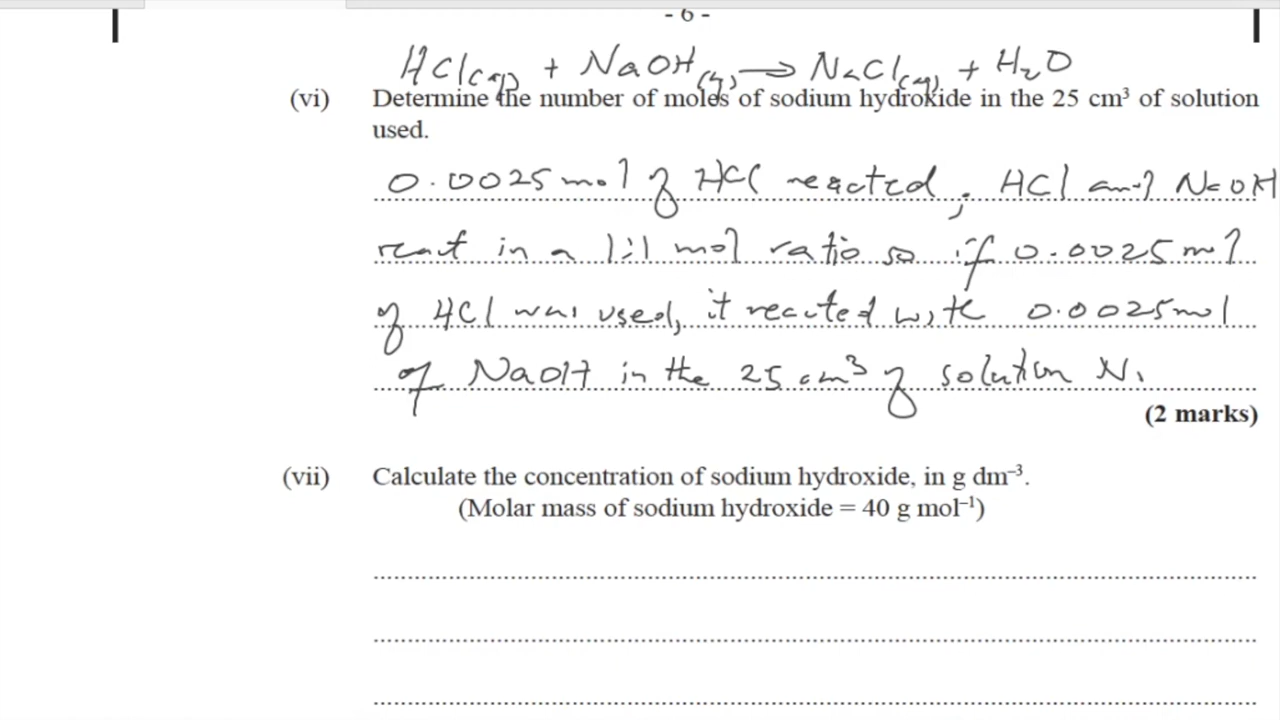 - 6 -
HCl(aq) + NaOH(aq) → NaCl(aq) + H₂O
(vi) Determine the number of moles of sodium hydroxide in the 25 cm³ of solution
used.
0.0025 mol of HCl reacted, HCl and NaOH
react in a 1:1 mol ratio so if 0.0025 mol
of HCl was used, it reacted with 0.0025 mol
of NaOH in the 25 cm³ of solution N.
(2 marks)
(vii) Calculate the concentration of sodium hydroxide, in g dm⁻³.
(Molar mass of sodium hydroxide = 40 g mol⁻¹)